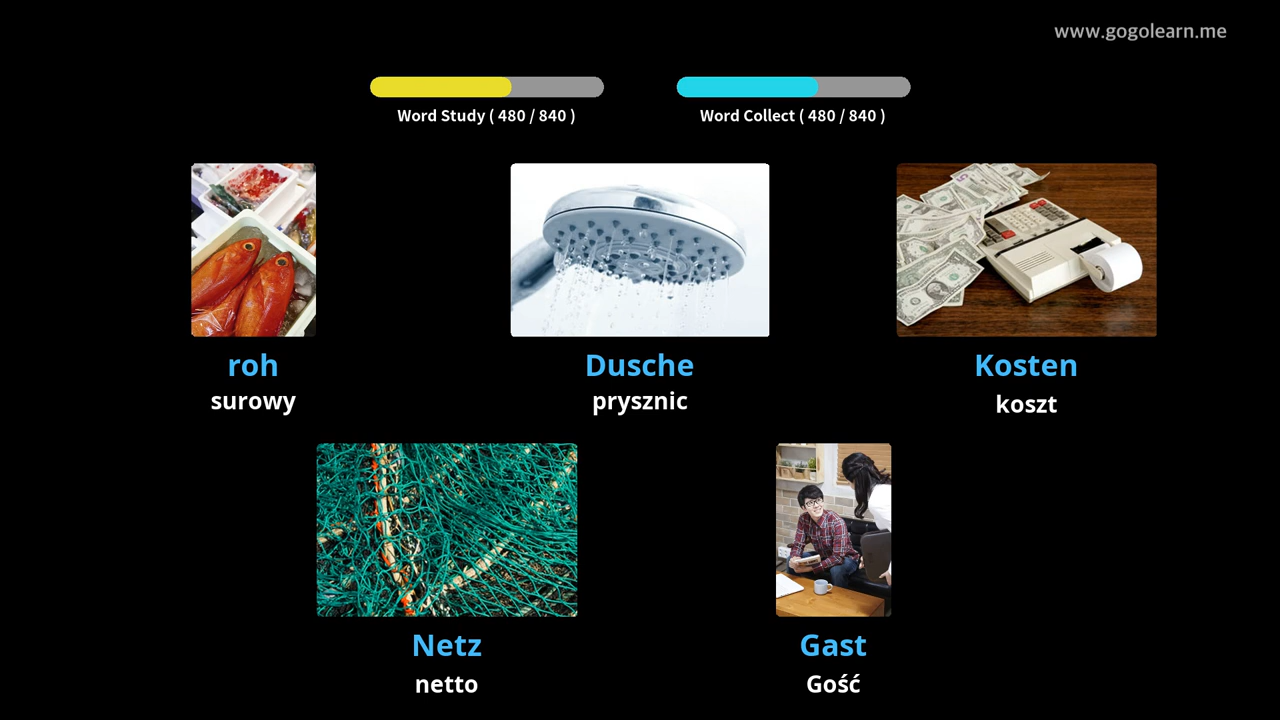 www.gogolearn.me
Word Study ( 480 / 840 )
Word Collect ( 480 / 840 )
roh
surowy
Dusche
prysznic
Kosten
koszt
Netz
netto
Gast
Gość